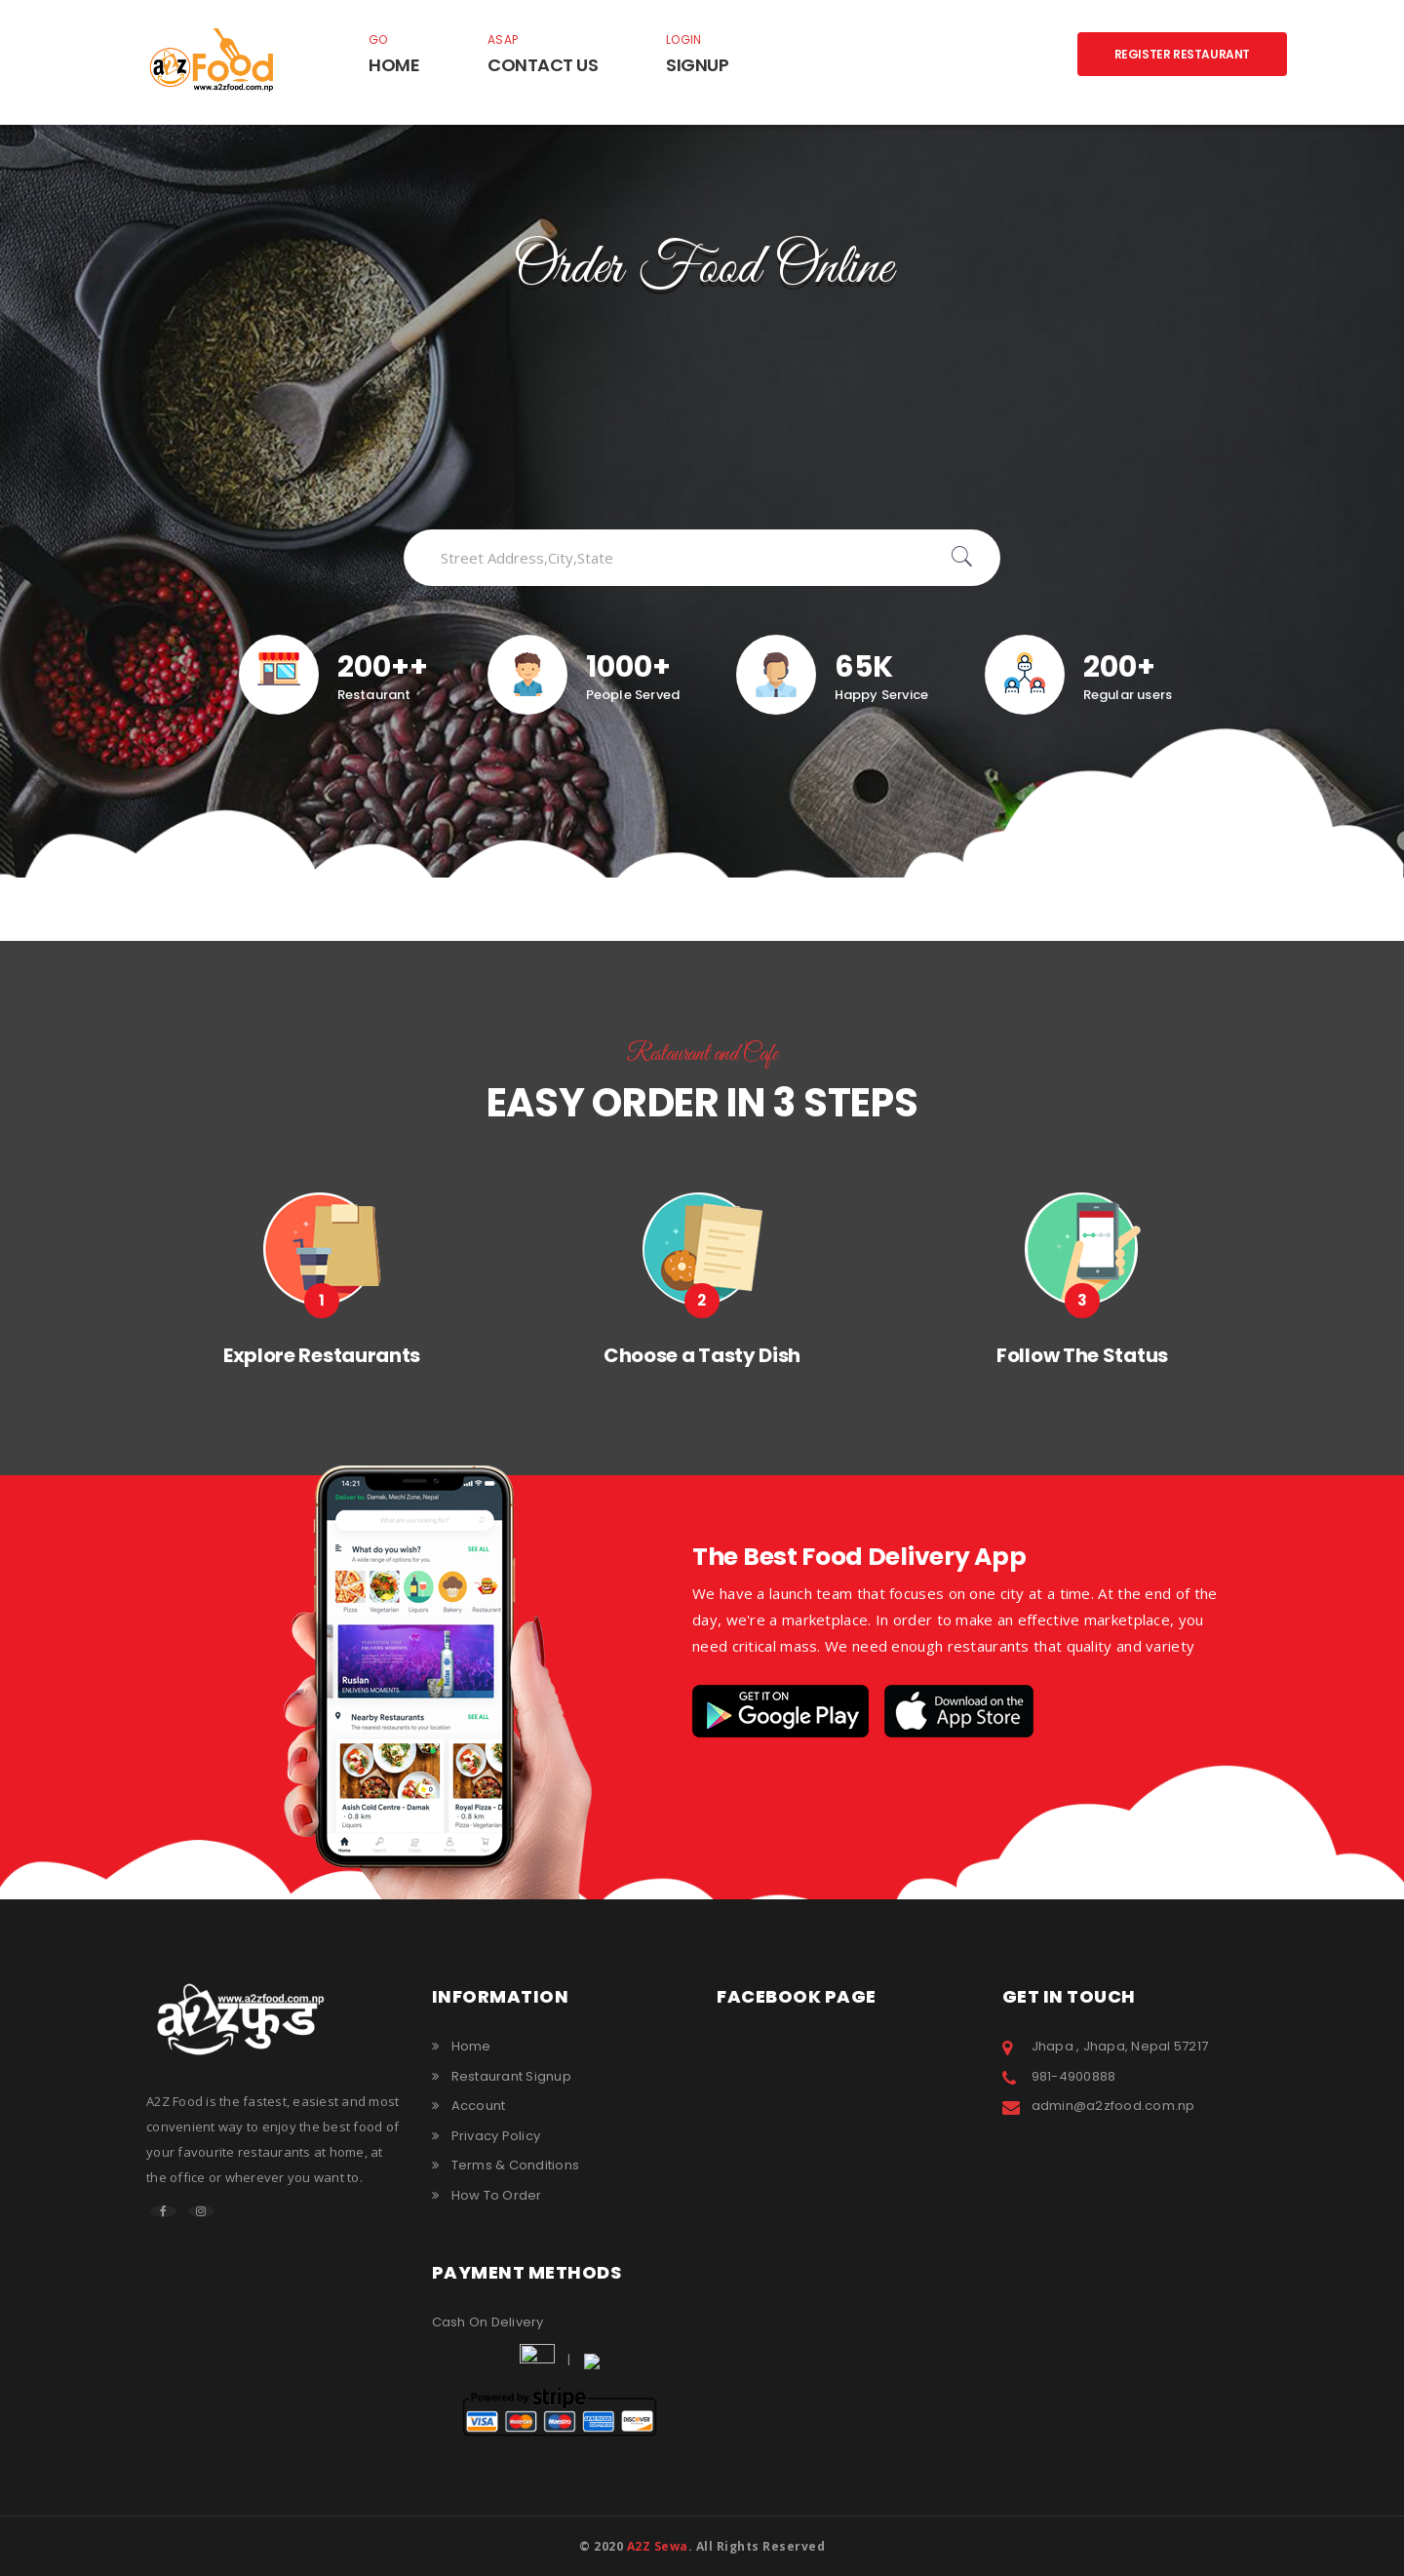 a2z Food
www.a2zfood.com.np
GO
HOME
ASAP
CONTACT US
LOGIN
SIGNUP
REGISTER RESTAURANT
Order Food Online
Street Address,City,State
200++
Restaurant
1000+
People Served
65K
Happy Service
200+
Regular users
Restaurant and Cafe
EASY ORDER IN 3 STEPS
1
2
3
Explore Restaurants
Choose a Tasty Dish
Follow The Status
14:21
Deliver to: Damak, Mechi Zone, Nepal
What are you looking for?
What do you wish?
SEE ALL
A wide range of options for you
Pizza Vegetarian Liquors Bakery Restaurant
Ruslan
ENLIVENS MOMENTS
Nearby Restaurants
SEE ALL
The nearest restaurants to your location
Asish Cold Centre - Damak
Royal Pizza - D
• 0.8 km
• 0.8 km
Liquors
Pizza · Vegetari
Home
The Best Food Delivery App
We have a launch team that focuses on one city at a time. At the end of the
day, we're a marketplace. In order to make an effective marketplace, you
need critical mass. We need enough restaurants that quality and variety
GET IT ON
Google Play
Download on the
App Store
www.a2zfood.com.np
a2zफुड
A2Z Food is the fastest, easiest and most
convenient way to enjoy the best food of
your favourite restaurants at home, at
the office or wherever you want to.
INFORMATION
Home
Restaurant Signup
Account
Privacy Policy
Terms & Conditions
How To Order
PAYMENT METHODS
Cash On Delivery
|
Powered by stripe
VISA MasterCard Maestro AMERICAN EXPRESS DISCOVER
FACEBOOK PAGE
GET IN TOUCH
Jhapa , Jhapa, Nepal 57217
981-4900888
admin@a2zfood.com.np
© 2020 A2Z Sewa. All Rights Reserved